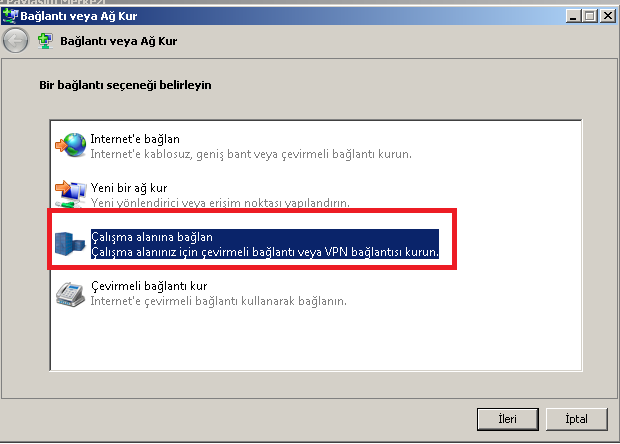 e Paylaşım Merkezi
Bağlantı veya Ağ Kur
Bağlantı veya Ağ Kur
Bir bağlantı seçeneği belirleyin
Internet'e bağlan
Internet'e kablosuz, geniş bant veya çevirmeli bağlantı kurun.
Yeni bir ağ kur
Yeni yönlendirici veya erişim noktası yapılandırın.
Çalışma alanına bağlan
Çalışma alanınız için çevirmeli bağlantı veya VPN bağlantısı kurun.
Çevirmeli bağlantı kur
Internet'e çevirmeli bağlantı kullanarak bağlanın.
İleri
İptal